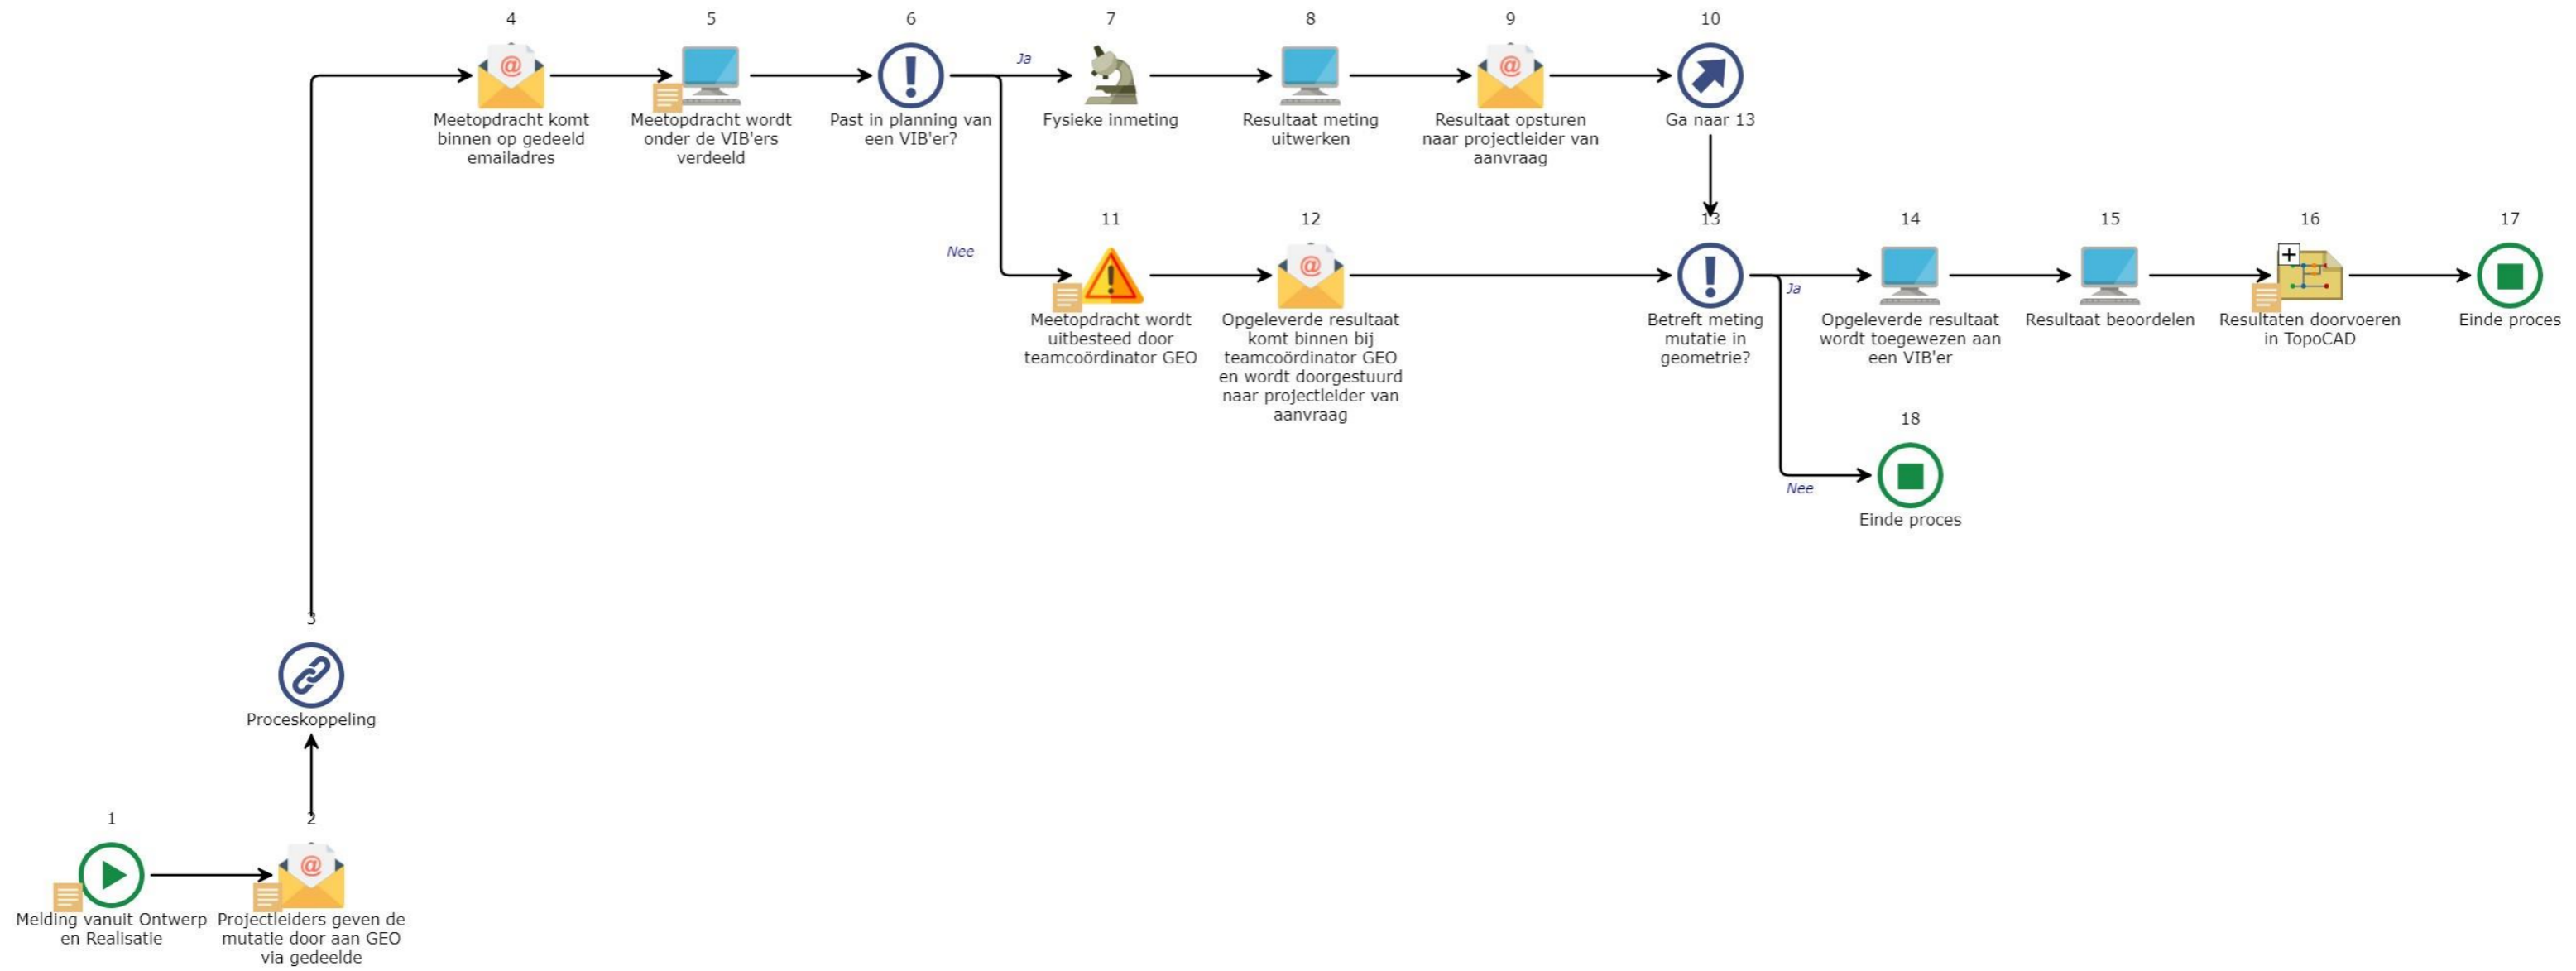 4
Meetopdracht komt
binnen op gedeeld
emailadres
5
Meetopdracht wordt
onder de VIB'ers
verdeeld
6
Past in planning van
een VIB'er?
Ja
Nee
7
Fysieke inmeting
8
Resultaat meting
uitwerken
9
@
Resultaat opsturen
naar projectleider van
aanvraag
10
Ga naar 13
11
Meetopdracht wordt
uitbesteed door
teamcoördinator GEO
12
@
Opgeleverde resultaat
komt binnen bij
teamcoördinator GEO
en wordt doorgestuurd
naar projectleider van
aanvraag
13
Betreft meting
mutatie in
geometrie?
Ja
Nee
14
Opgeleverde resultaat
wordt toegewezen aan
een VIB'er
15
Resultaat beoordelen
16
Resultaten doorvoeren
in TopoCAD
17
Einde proces
18
Einde proces
3
Proceskoppeling
1
Melding vanuit Ontwerp
en Realisatie
2
@
Projectleiders geven de
mutatie door aan GEO
via gedeelde